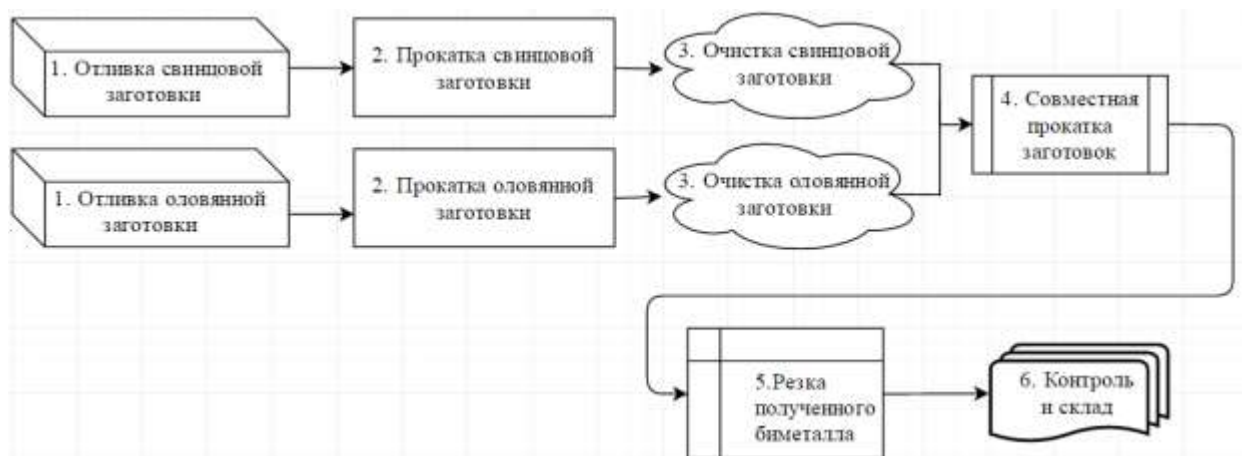 1. Отливка свинцовой
заготовки
2. Прокатка свинцовой
заготовки
3. Очистка свинцовой
заготовки
4. Совместная
прокатка
заготовок
1. Отливка оловянной
заготовки
2. Прокатка оловянной
заготовки
3. Очистка оловянной
заготовки
5.Резка
полученного
биметалла
6. Контроль
и склад